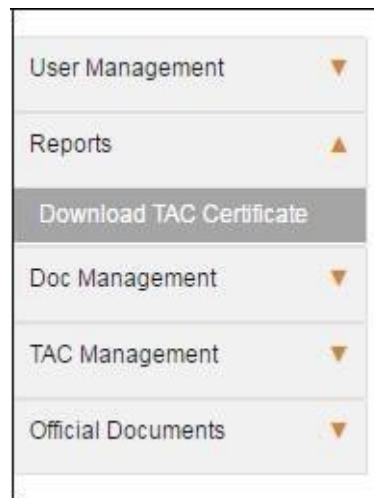 User Management
Reports
Download TAC Certificate
Doc Management
TAC Management
Official Documents